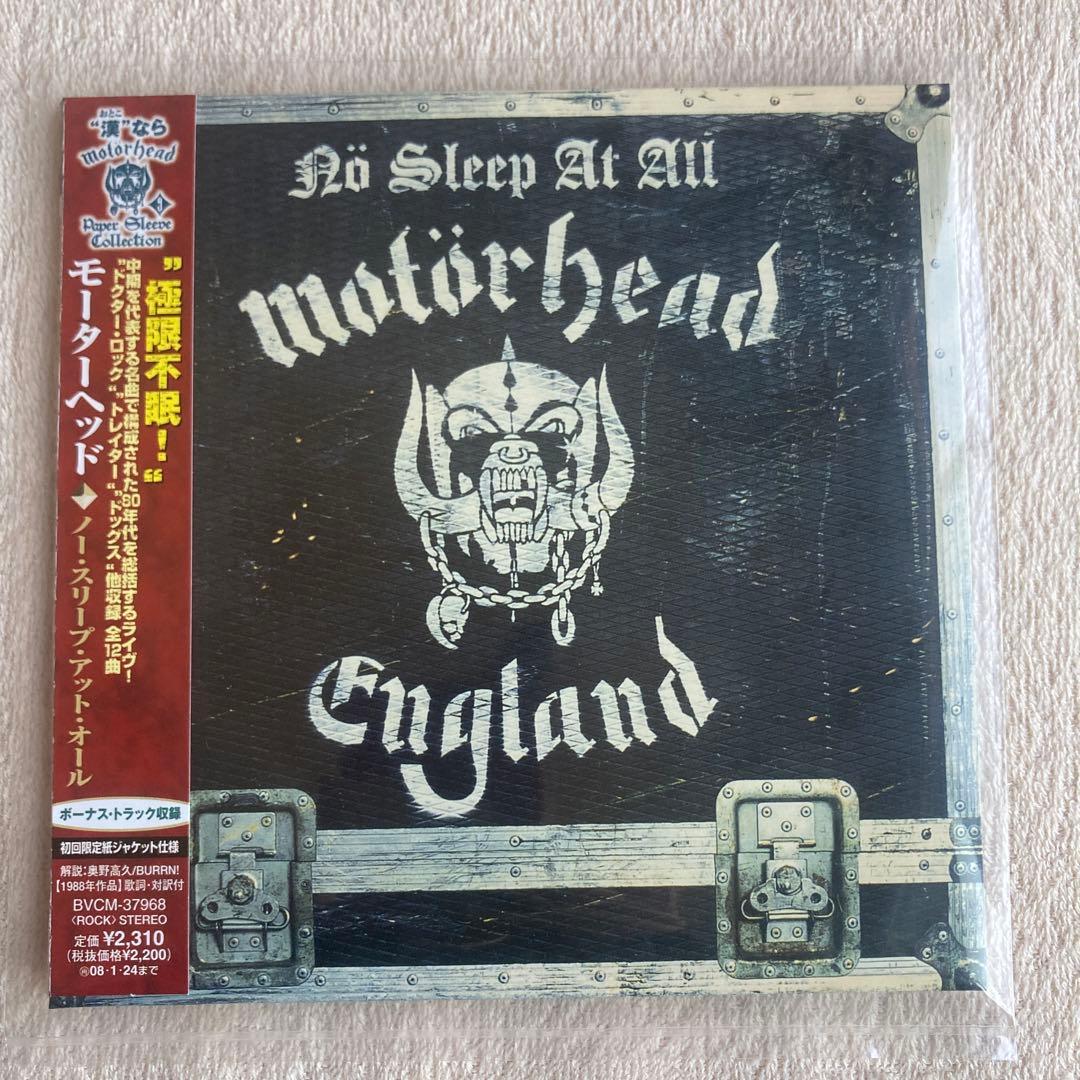 おとこ
“漢”なら
motörhead
9
Paper Sleeve
Collection
"極限不眠！"
中期を代表する名曲で構成された80年代を総括するライヴ！
"ドクター・ロック" "トレイター" "ドッグス" 他収録 全12曲
モーターヘッド◆ノー・スリープ・アット・オール
ボーナス・トラック収録
初回限定紙ジャケット仕様
解説：奥野高久/BURRN!
【1988年作品】歌詞・対訳付
BVCM-37968
〈ROCK〉STEREO
定価 ¥2,310
(税抜価格¥2,200)
08・1・24まで
Nö Sleep At All
motörhead
England